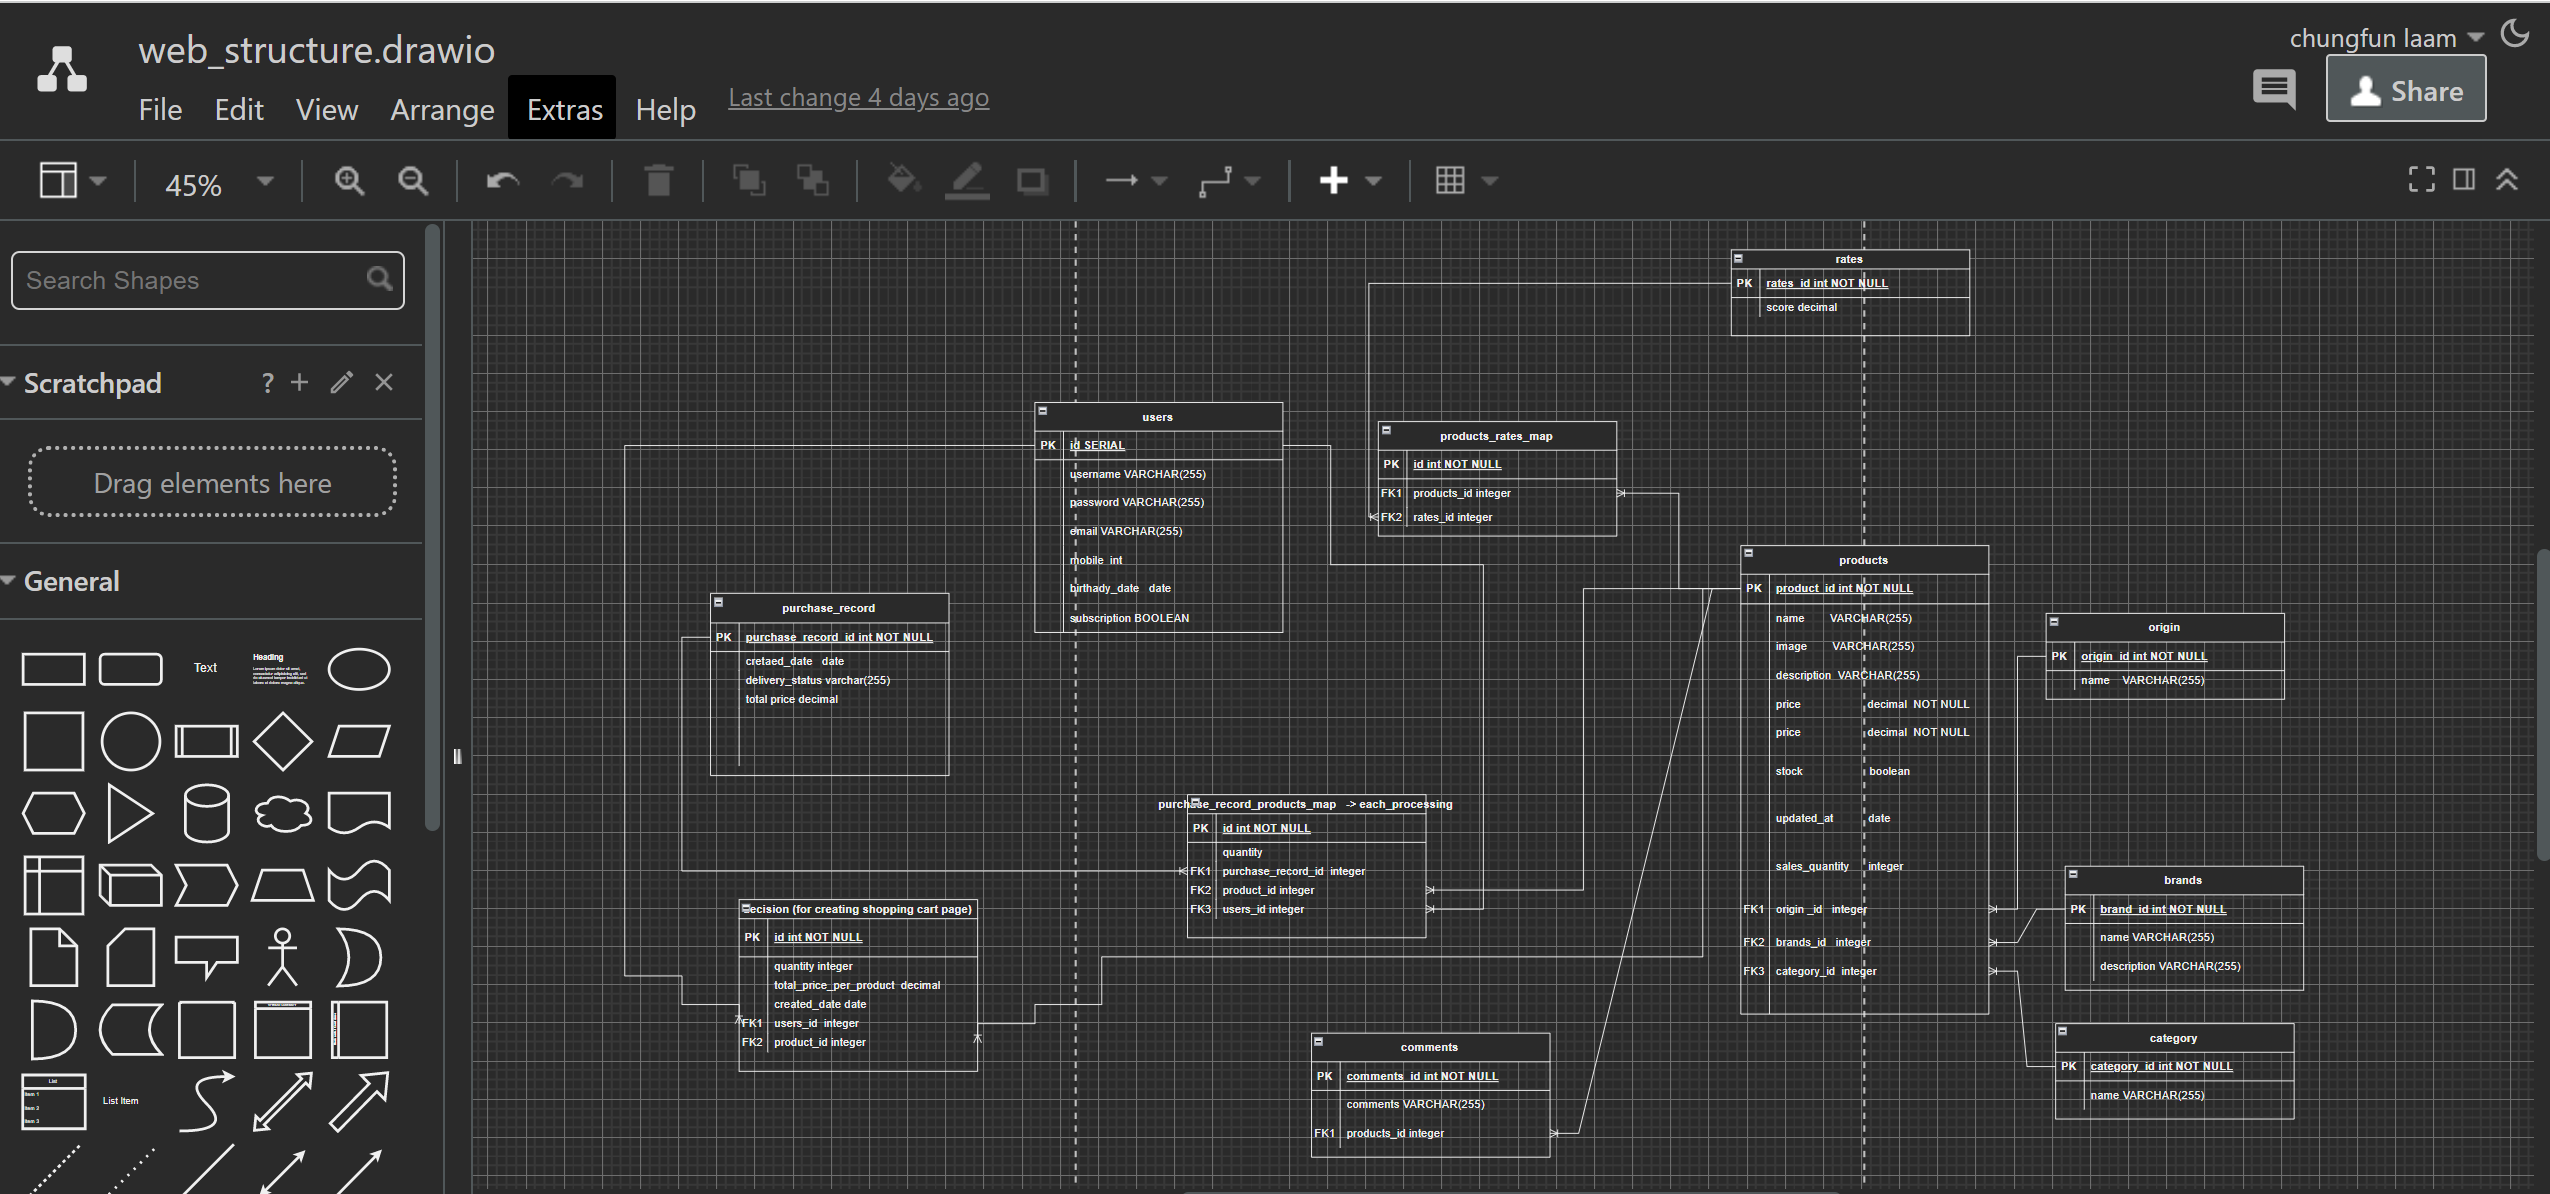 web_structure.drawio
chungfun laam
File Edit View Arrange Extras Help Last change 4 days ago
Share
45%
Search Shapes
Scratchpad
?
Drag elements here
General
Text
Heading
List
Item 1
Item 2
Item 3
List Item
rates
PK rates_id int NOT NULL
score decimal
users
PK id SERIAL
username VARCHAR(255)
password VARCHAR(255)
email VARCHAR(255)
mobile int
birthady_date date
subscription BOOLEAN
products_rates_map
PK id int NOT NULL
FK1 products_id integer
FK2 rates_id integer
products
PK product_id int NOT NULL
name VARCHAR(255)
image VARCHAR(255)
description VARCHAR(255)
price decimal NOT NULL
price decimal NOT NULL
stock boolean
updated_at date
sales_quantity integer
FK1 origin _id integer
FK2 brands_id integer
FK3 category_id integer
purchase_record
PK purchase_record_id int NOT NULL
cretaed_date date
delivery_status varchar(255)
total price decimal
origin
PK origin_id int NOT NULL
name VARCHAR(255)
purchase_record_products_map -> each_processing
PK id int NOT NULL
quantity
FK1 purchase_record_id integer
FK2 product_id integer
FK3 users_id integer
brands
PK brand_id int NOT NULL
name VARCHAR(255)
description VARCHAR(255)
ecision (for creating shopping cart page)
PK id int NOT NULL
quantity integer
total_price_per_product decimal
created_date date
FK1 users_id integer
FK2 product_id integer
comments
PK comments_id int NOT NULL
comments VARCHAR(255)
FK1 products_id integer
category
PK category_id int NOT NULL
name VARCHAR(255)